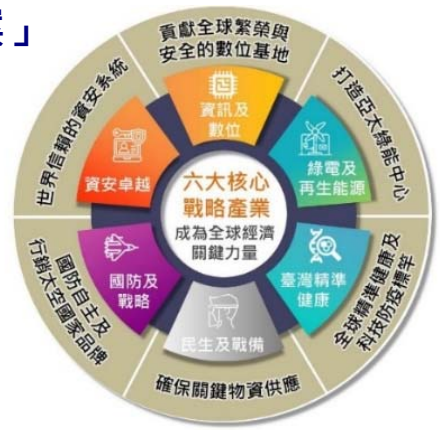 」
貢獻全球繁榮與
安全的數位基地
資訊及
數位
打造亞太綠能中心
綠電及
再生能源
全球精準健康及
科技防疫標竿
臺灣精準
健康
確保關鍵物資供應
民生及戰備
國防自主及
行銷太空國家品牌
國防及
戰略
世界信賴的資安系統
資安卓越
六大核心
戰略產業
成為全球經濟
關鍵力量